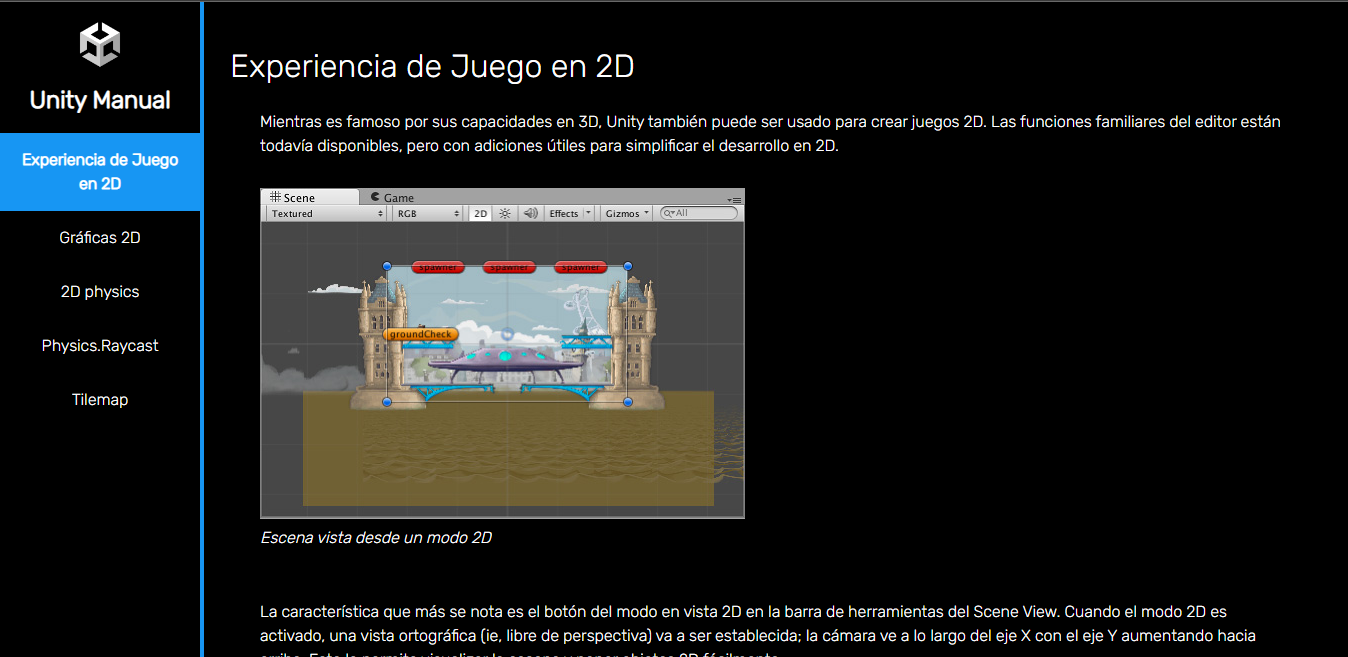 Unity Manual
Experiencia de Juego
en 2D
Gráficas 2D
2D physics
Physics.Raycast
Tilemap
Experiencia de Juego en 2D
Mientras es famoso por sus capacidades en 3D, Unity también puede ser usado para crear juegos 2D. Las funciones familiares del editor están
todavía disponibles, pero con adiciones útiles para simplificar el desarrollo en 2D.
Scene
Game
Textured
RGB
2D
Effects
Gizmos
All
spawner
spawner
spawner
groundCheck
Escena vista desde un modo 2D
La característica que más se nota es el botón del modo en vista 2D en la barra de herramientas del Scene View. Cuando el modo 2D es
activado, una vista ortográfica (ie, libre de perspectiva) va a ser establecida; la cámara ve a lo largo del eje X con el eje Y aumentando hacia